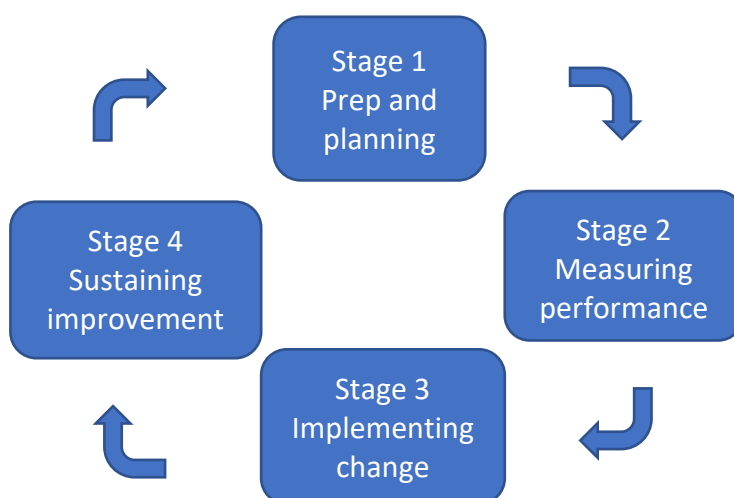 Stage 1
Prep and
planning
Stage 2
Measuring
performance
Stage 3
Implementing
change
Stage 4
Sustaining
improvement